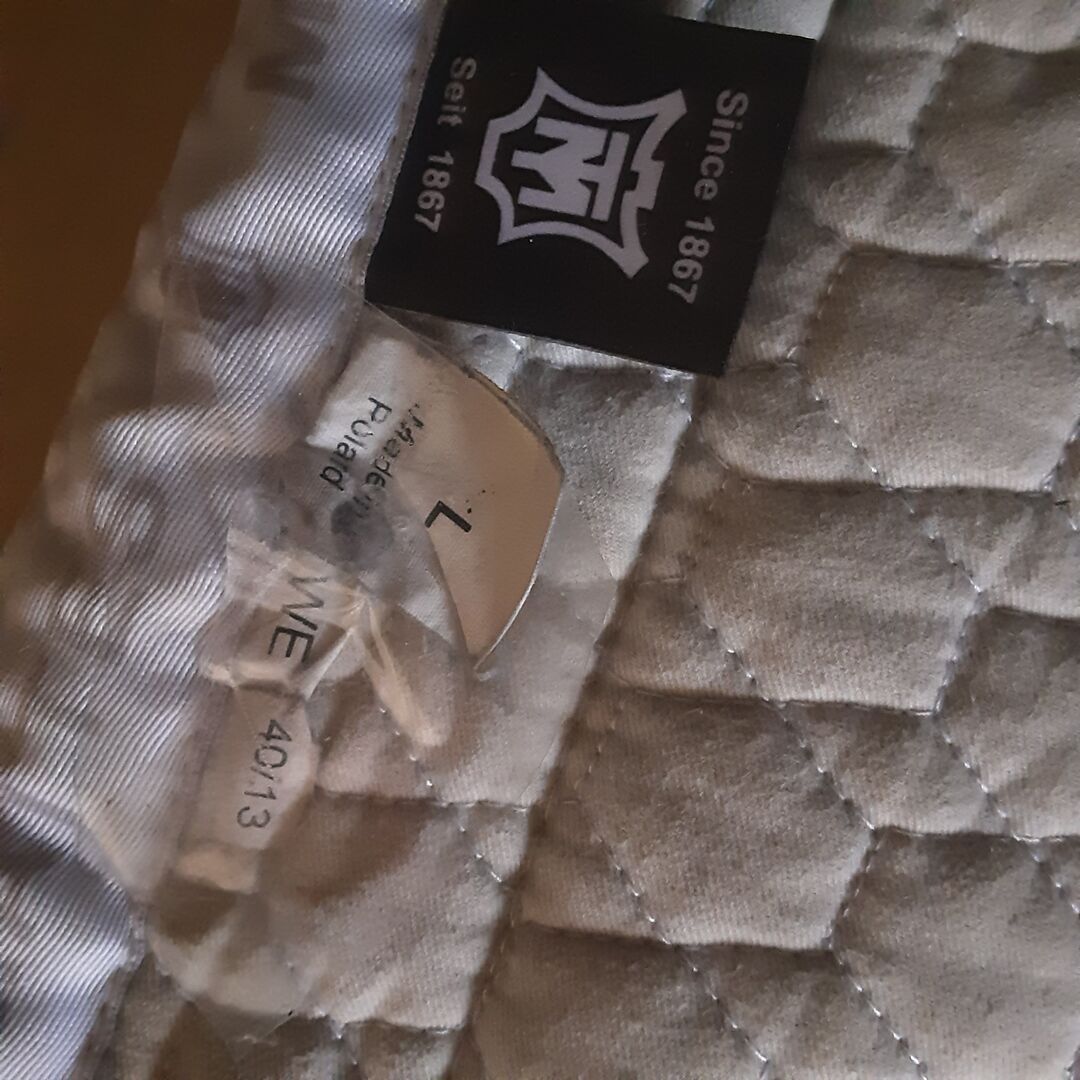 Since 1867
Seit 1867
L
Made in
Poland
WE
40/13